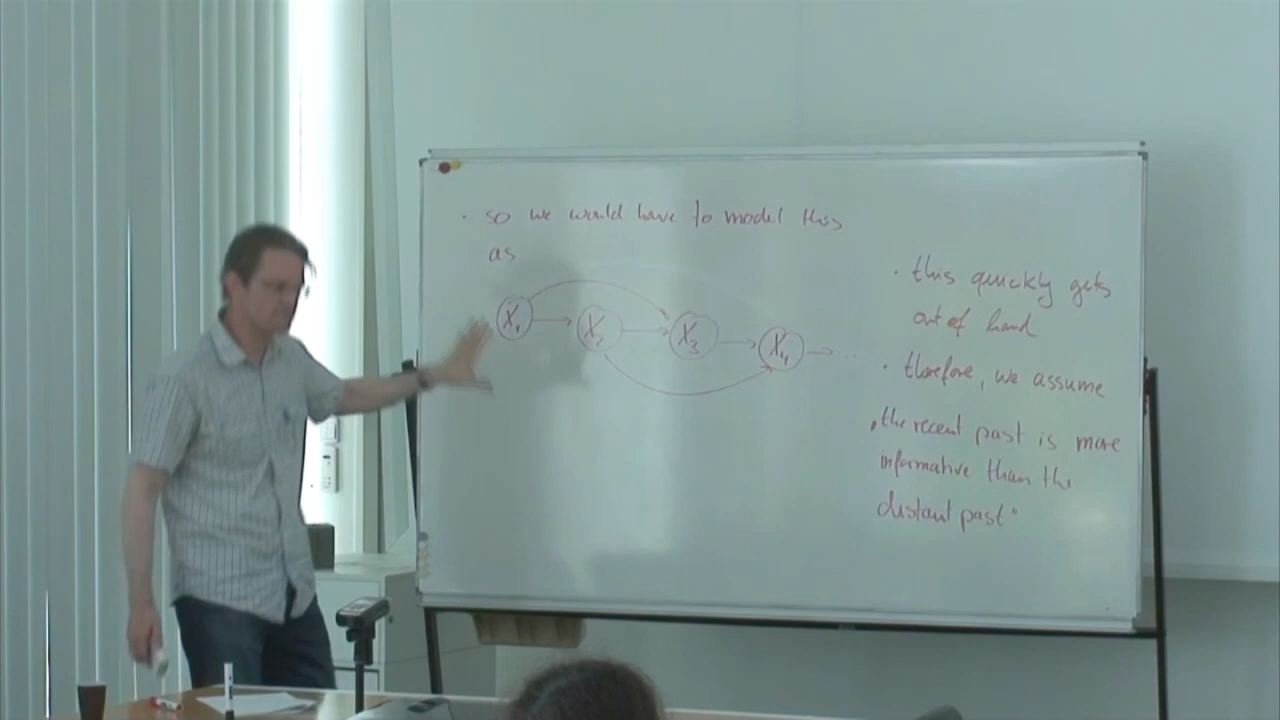 · so we would have to model this
as
X₁ X₂ X₃ X₄ ...
· this quickly gets
out of hand
· therefore, we assume
„the recent past is more
informative than the
distant past"